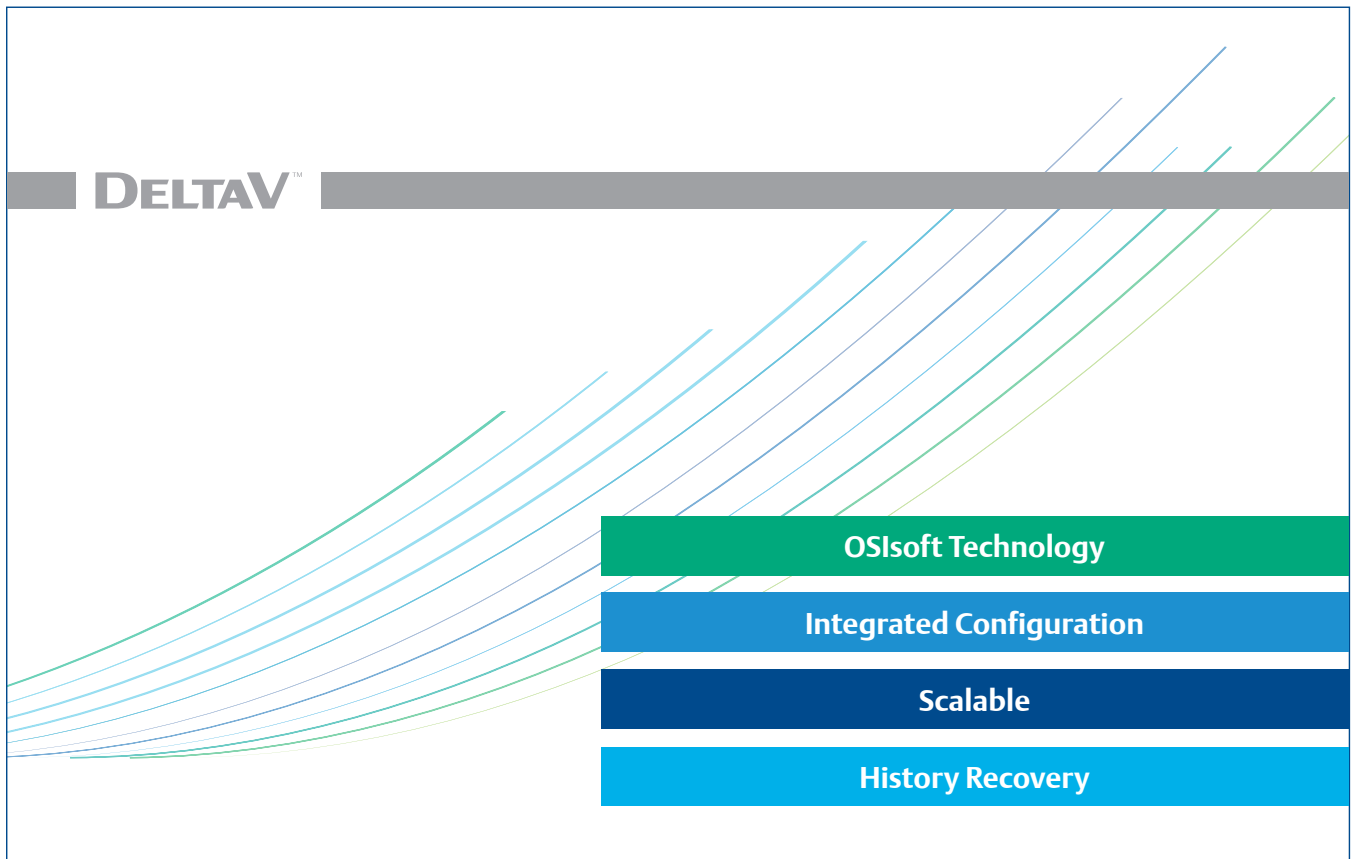 DELTAV™
OSIsoft Technology
Integrated Configuration
Scalable
History Recovery